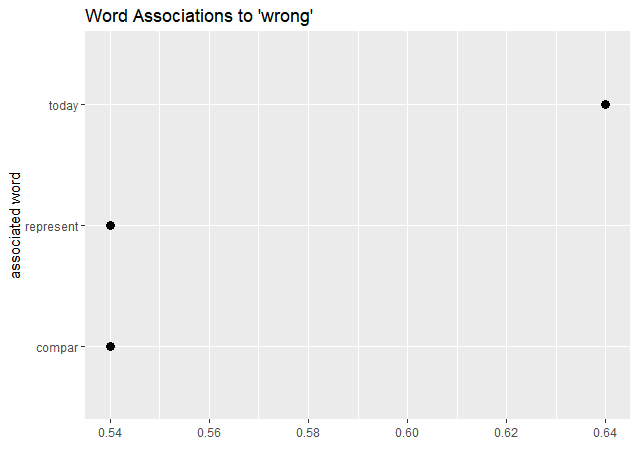 Word Associations to 'wrong'
today
represent
compar
associated word
0.54
0.56
0.58
0.60
0.62
0.64